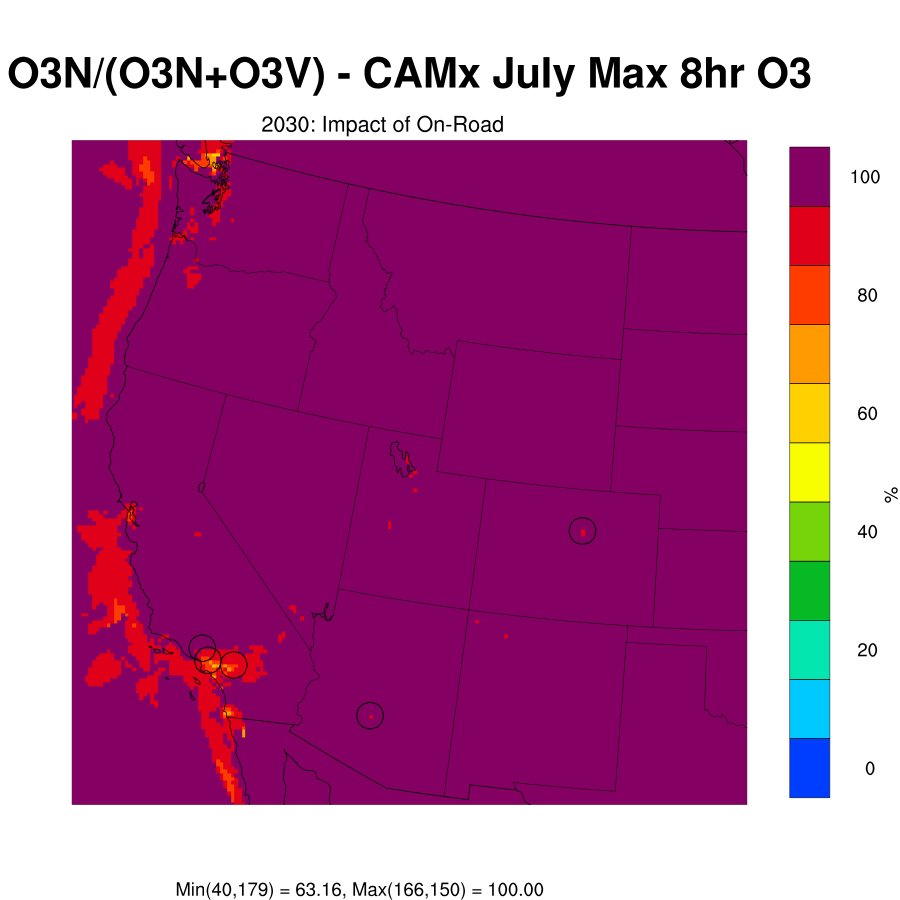 O3N/(O3N+O3V) - CAMx July Max 8hr O3
2030: Impact of On-Road
100
80
60
%
40
20
0
Min(40,179) = 63.16, Max(166,150) = 100.00